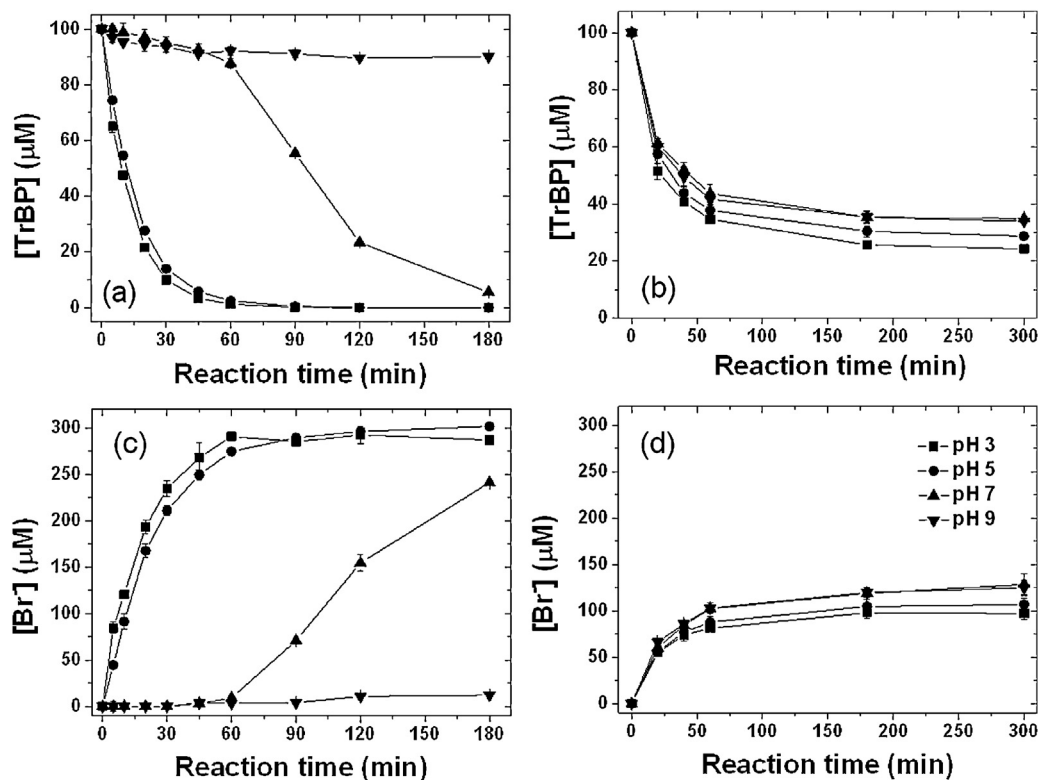 [TrBP] (μM)
100
80
60
40
20
0
(a)
0 30 60 90 120 150 180
Reaction time (min)
[TrBP] (μM)
100
80
60
40
20
0
(b)
0 50 100 150 200 250 300
Reaction time (min)
[Br⁻] (μM)
300
250
200
150
100
50
0
(c)
0 30 60 90 120 150 180
Reaction time (min)
[Br⁻] (μM)
300
250
200
150
100
50
0
(d)
pH 3
pH 5
pH 7
pH 9
0 50 100 150 200 250 300
Reaction time (min)